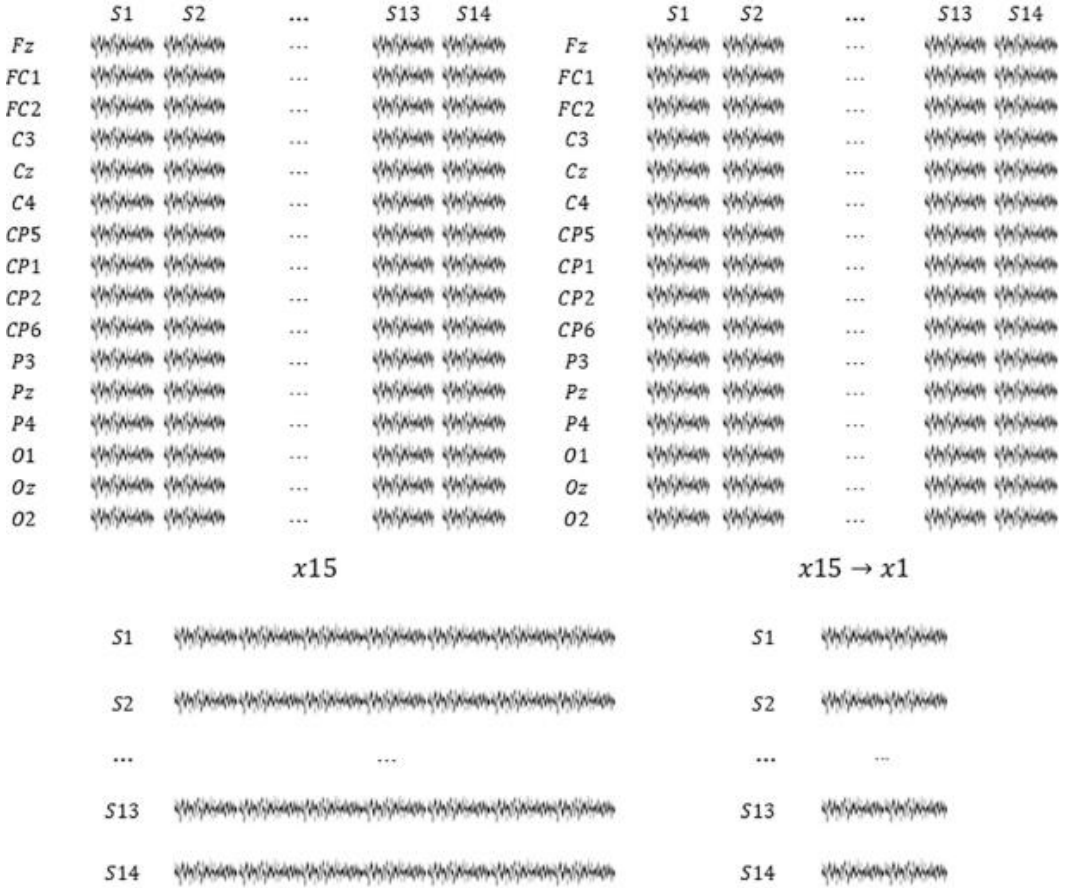 S1 S2 ... S13 S14 S1 S2 ... S13 S14
Fz ... Fz ...
FC1 ... FC1 ...
FC2 ... FC2 ...
C3 ... C3 ...
Cz ... Cz ...
C4 ... C4 ...
CP5 ... CP5 ...
CP1 ... CP1 ...
CP2 ... CP2 ...
CP6 ... CP6 ...
P3 ... P3 ...
Pz ... Pz ...
P4 ... P4 ...
O1 ... O1 ...
Oz ... Oz ...
O2 ... O2 ...
x15 x15 → x1
S1 S1
S2 S2
... ... ... ...
S13 S13
S14 S14